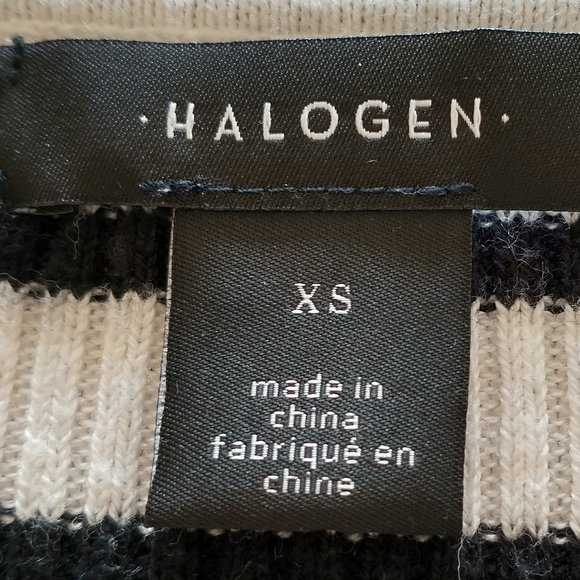 · HALOGEN ·
XS
made in
china
fabriqué en
chine